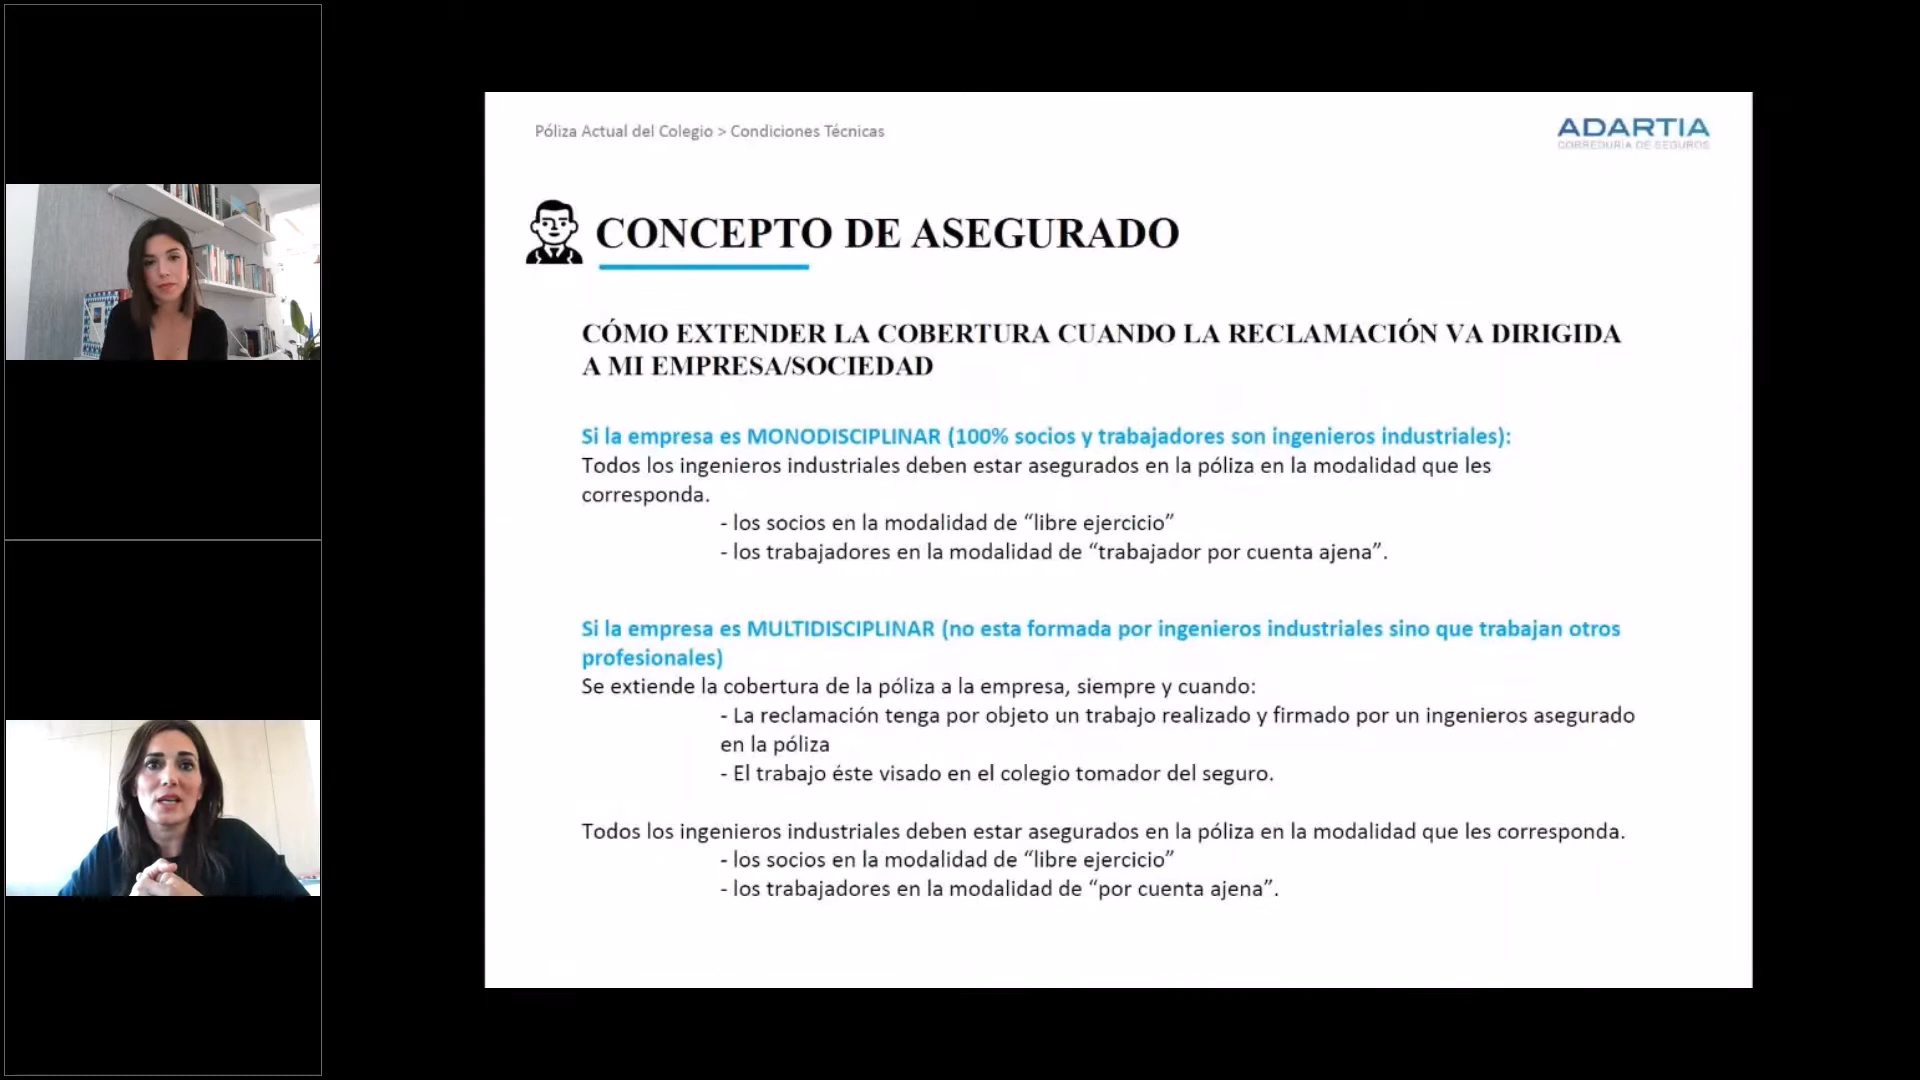 Póliza Actual del Colegio > Condiciones Técnicas
ADARTIA
CORREDURÍA DE SEGUROS
CONCEPTO DE ASEGURADO
CÓMO EXTENDER LA COBERTURA CUANDO LA RECLAMACIÓN VA DIRIGIDA
A MI EMPRESA/SOCIEDAD
Si la empresa es MONODISCIPLINAR (100% socios y trabajadores son ingenieros industriales):
Todos los ingenieros industriales deben estar asegurados en la póliza en la modalidad que les
corresponda.
- los socios en la modalidad de “libre ejercicio”
- los trabajadores en la modalidad de “trabajador por cuenta ajena”.
Si la empresa es MULTIDISCIPLINAR (no esta formada por ingenieros industriales sino que trabajan otros
profesionales)
Se extiende la cobertura de la póliza a la empresa, siempre y cuando:
- La reclamación tenga por objeto un trabajo realizado y firmado por un ingenieros asegurado
en la póliza
- El trabajo éste visado en el colegio tomador del seguro.
Todos los ingenieros industriales deben estar asegurados en la póliza en la modalidad que les corresponda.
- los socios en la modalidad de “libre ejercicio”
- los trabajadores en la modalidad de “por cuenta ajena”.